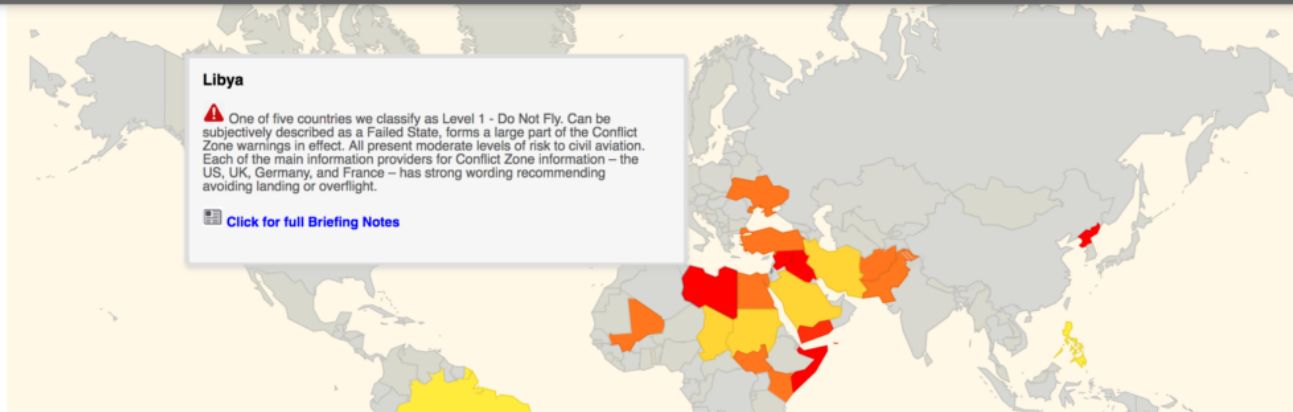 Libya
One of five countries we classify as Level 1 - Do Not Fly. Can be
subjectively described as a Failed State, forms a large part of the Conflict
Zone warnings in effect. All present moderate levels of risk to civil aviation.
Each of the main information providers for Conflict Zone information – the
US, UK, Germany, and France – has strong wording recommending
avoiding landing or overflight.
Click for full Briefing Notes